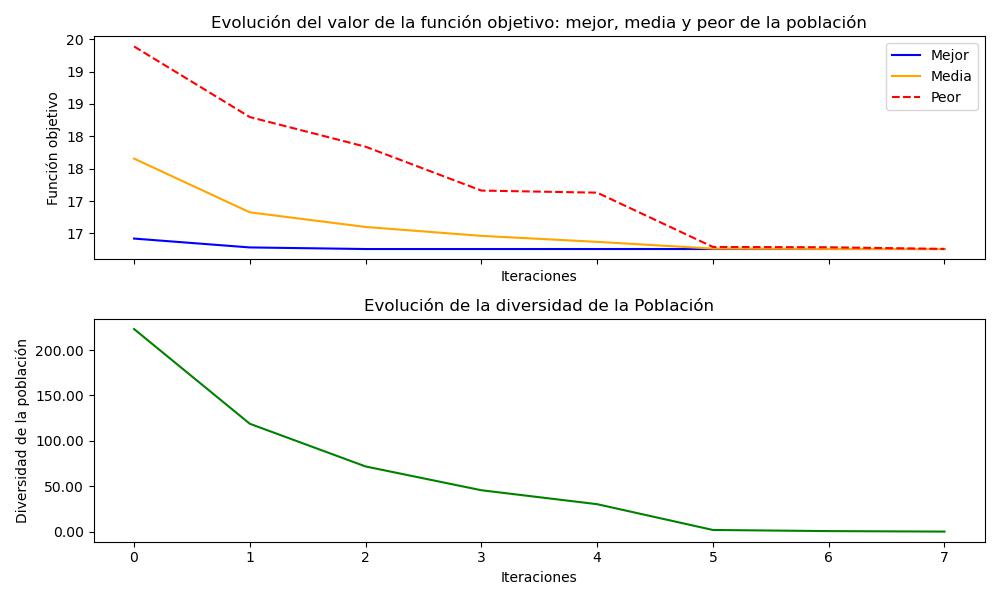 Evolución del valor de la función objetivo: mejor, media y peor de la población
20
19
19
18
18
17
17
Función objetivo
Mejor
Media
Peor
Iteraciones
Evolución de la diversidad de la Población
200.00
150.00
100.00
50.00
0.00
Diversidad de la población
0 1 2 3 4 5 6 7
Iteraciones